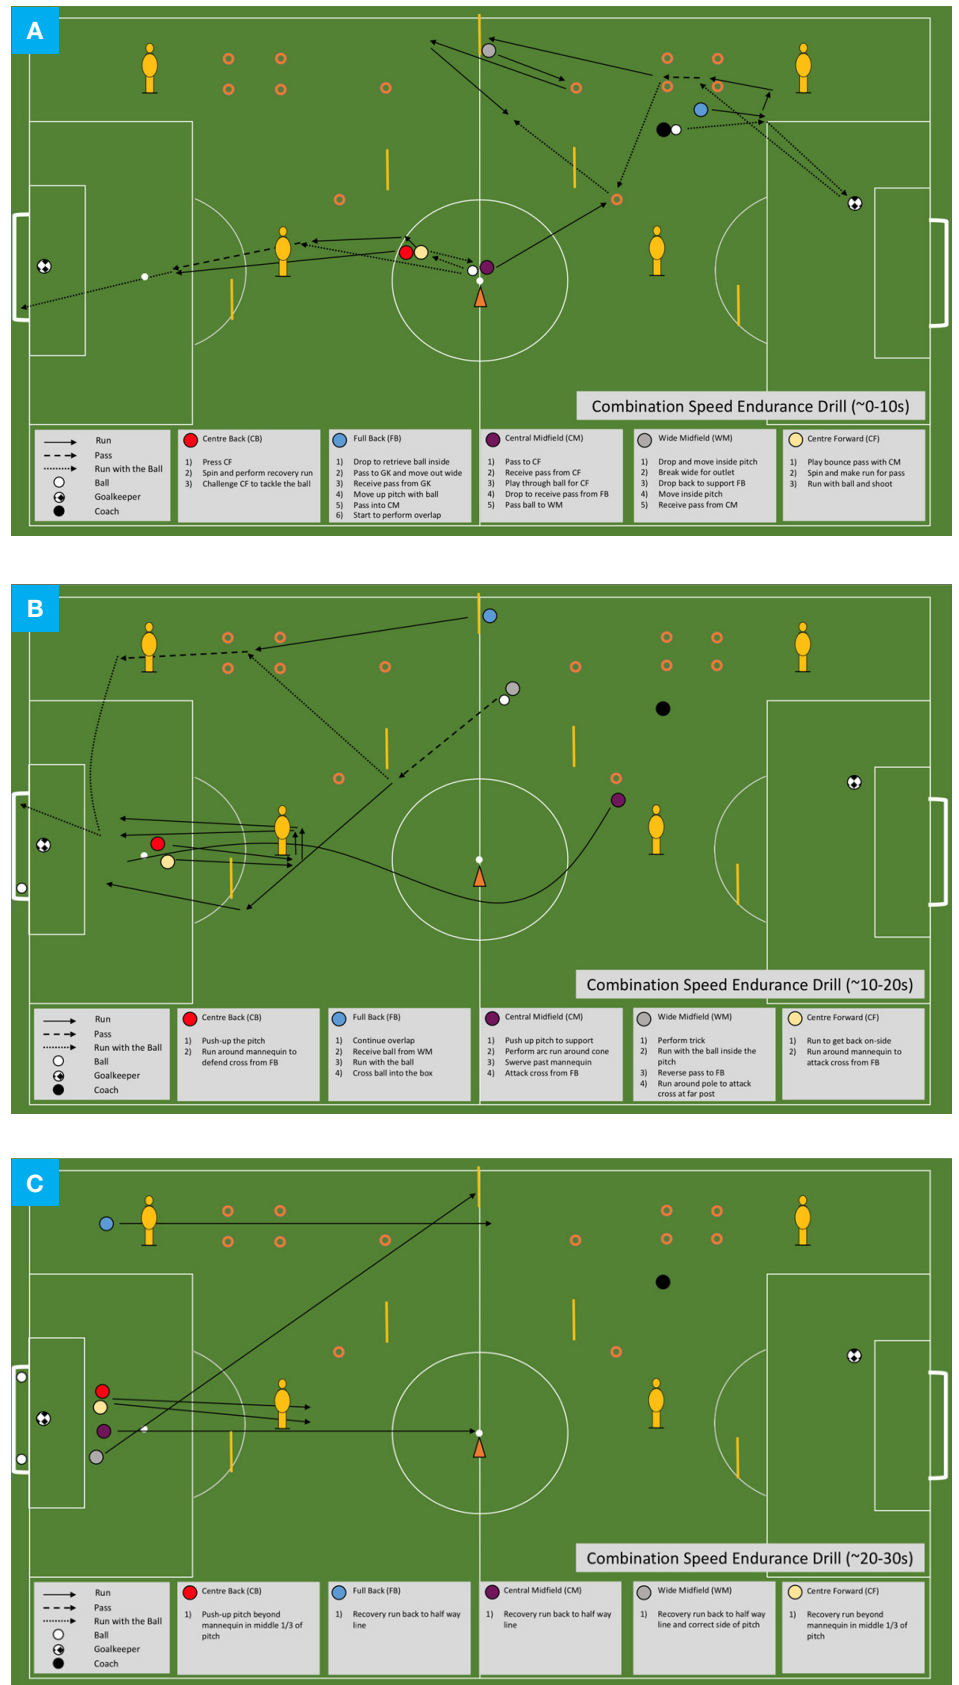 A
Combination Speed Endurance Drill (~0-10s)
Run
Pass
Run with the Ball
Ball
Goalkeeper
Coach
Centre Back (CB)
1) Press CF
2) Spin and perform recovery run
3) Challenge CF to tackle the ball
Full Back (FB)
1) Drop to retrieve ball inside
2) Pass to GK and move out wide
3) Receive pass from GK
4) Move up pitch with ball
5) Pass into CM
6) Start to perform overlap
Central Midfield (CM)
1) Pass to CF
2) Receive pass from CF
3) Play through ball for CF
4) Drop to receive pass from FB
5) Pass ball to WM
Wide Midfield (WM)
1) Drop and move inside pitch
2) Break wide for outlet
3) Drop back to support FB
4) Move inside pitch
5) Receive pass from CM
Centre Forward (CF)
1) Play bounce pass with CM
2) Spin and make run for pass
3) Run with ball and shoot
B
Combination Speed Endurance Drill (~10-20s)
Run
Pass
Run with the Ball
Ball
Goalkeeper
Coach
Centre Back (CB)
1) Push-up the pitch
2) Run around mannequin to
defend cross from FB
Full Back (FB)
1) Continue overlap
2) Receive ball from WM
3) Run with the ball
4) Cross ball into the box
Central Midfield (CM)
1) Push up pitch to support
2) Perform arc run around cone
3) Swerve past mannequin
4) Attack cross from FB
Wide Midfield (WM)
1) Perform trick
2) Run with the ball inside the
pitch
3) Reverse pass to FB
4) Run around pole to attack
cross at far post
Centre Forward (CF)
1) Run to get back on-side
2) Run around mannequin to
attack cross from FB
C
Combination Speed Endurance Drill (~20-30s)
Run
Pass
Run with the Ball
Ball
Goalkeeper
Coach
Centre Back (CB)
1) Push-up pitch beyond
mannequin in middle 1/3 of
pitch
Full Back (FB)
1) Recovery run back to half way
line
Central Midfield (CM)
1) Recovery run back to half way
line
Wide Midfield (WM)
1) Recovery run back to half way
line and correct side of pitch
Centre Forward (CF)
1) Recovery run beyond
mannequin in middle 1/3 of
pitch